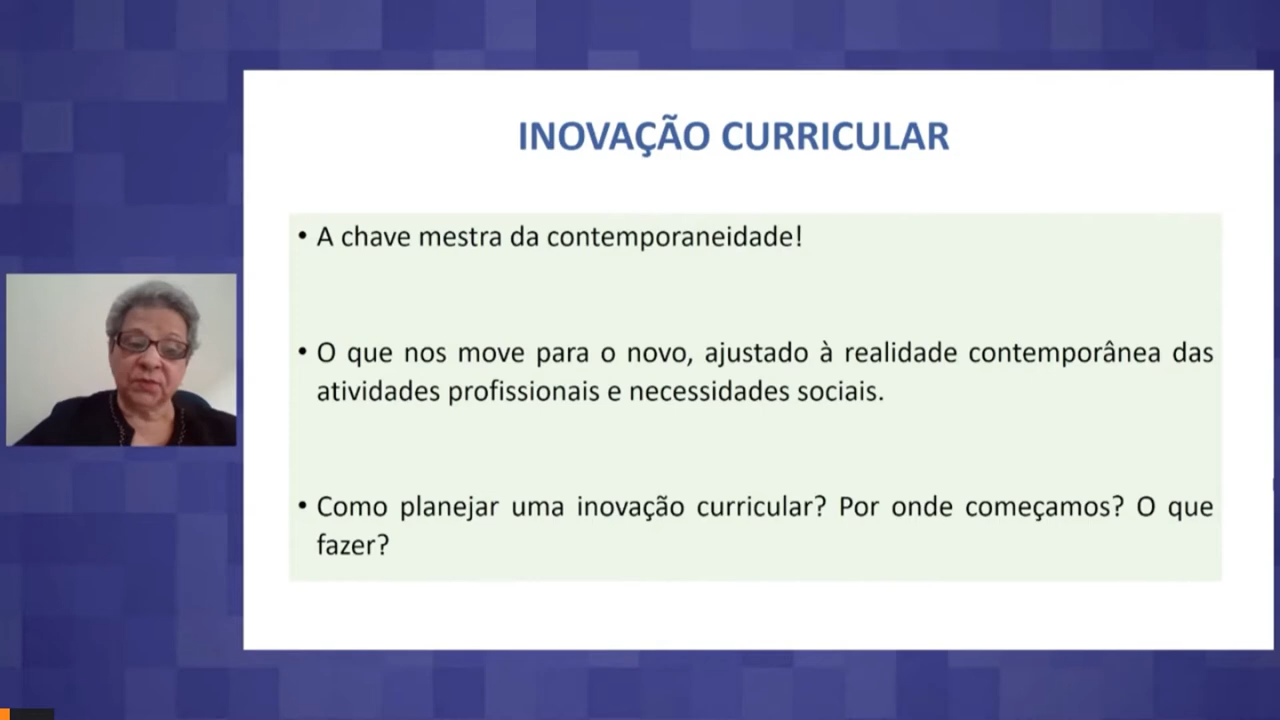 INOVAÇÃO CURRICULAR
• A chave mestra da contemporaneidade!
• O que nos move para o novo, ajustado à realidade contemporânea das
atividades profissionais e necessidades sociais.
• Como planejar uma inovação curricular? Por onde começamos? O que
fazer?